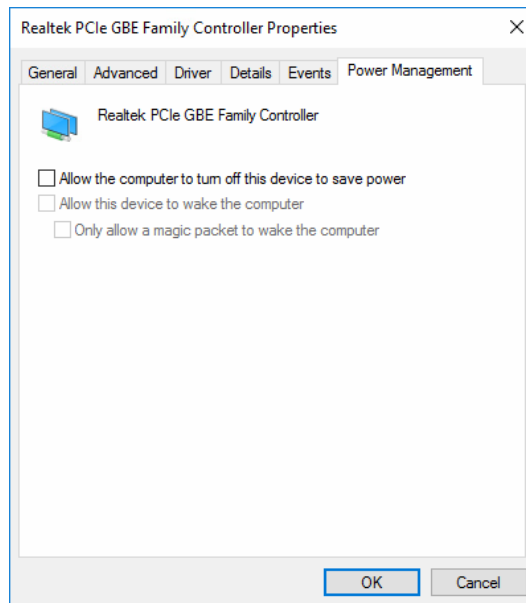 Realtek PCIe GBE Family Controller Properties
General Advanced Driver Details Events Power Management
Realtek PCIe GBE Family Controller
Allow the computer to turn off this device to save power
Allow this device to wake the computer
Only allow a magic packet to wake the computer
OK Cancel